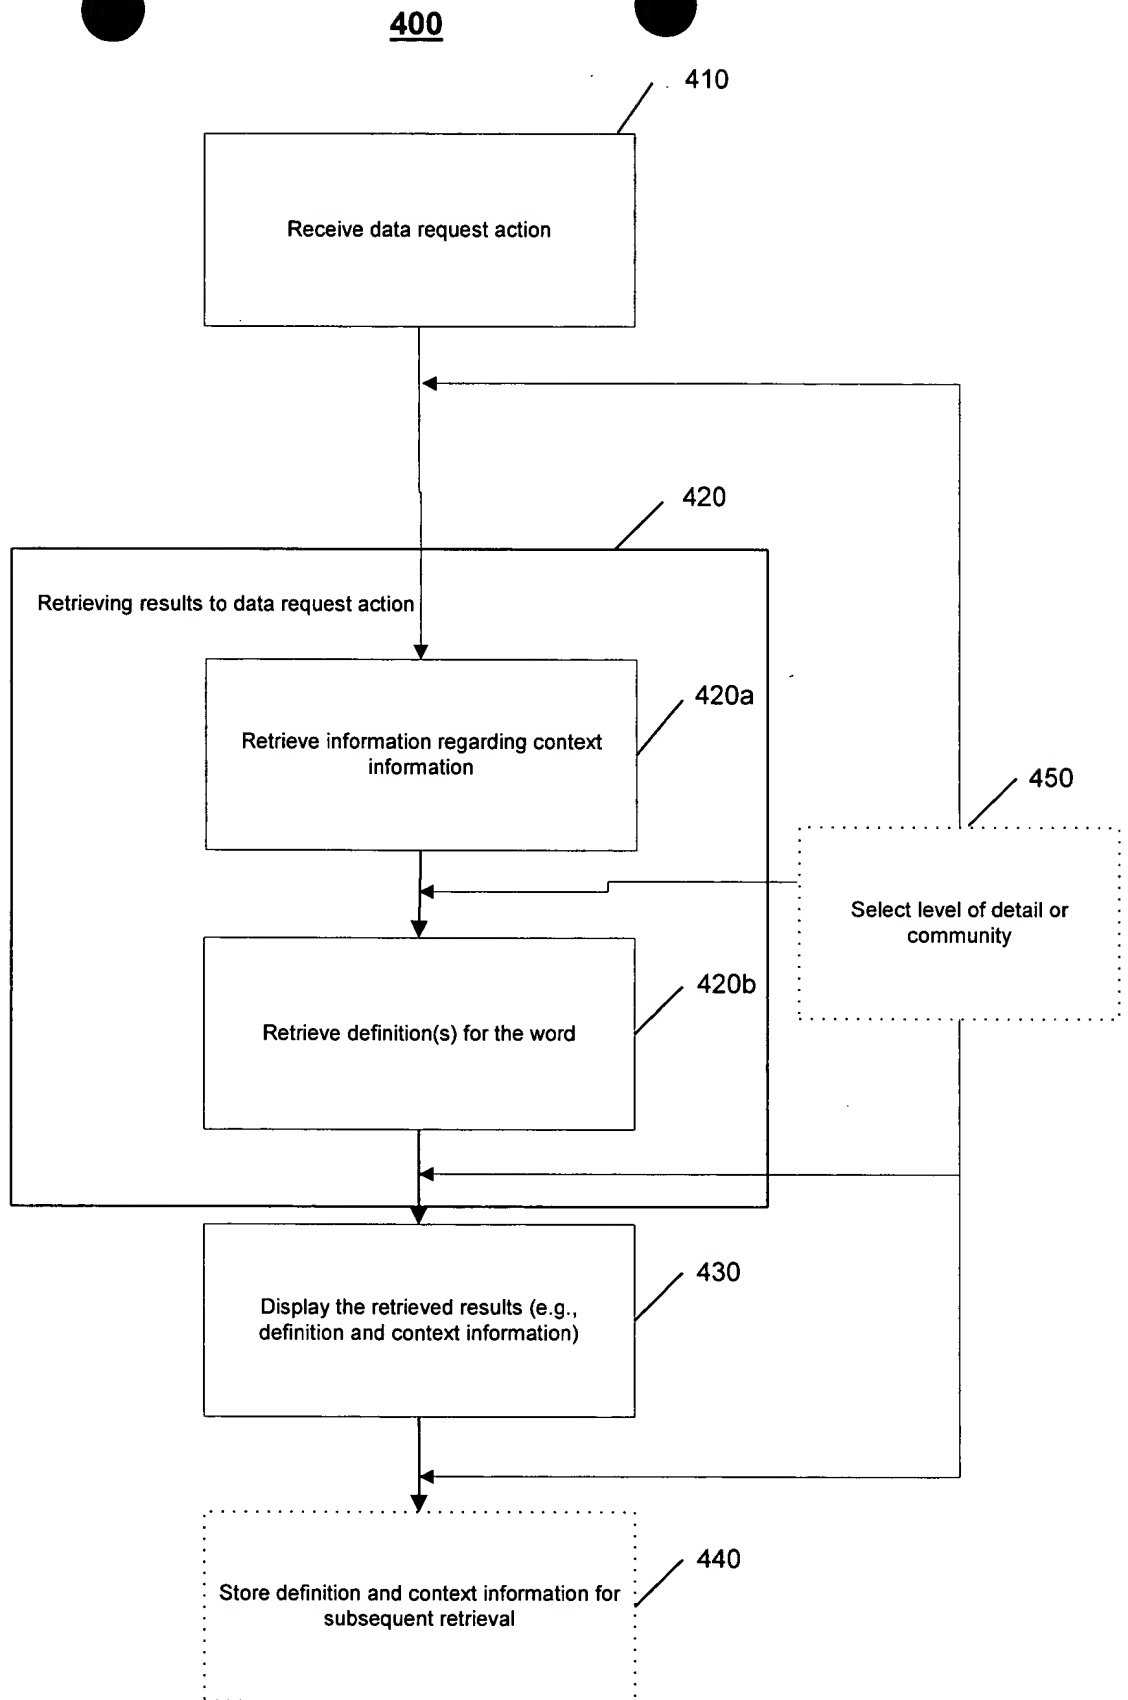 400
410
Receive data request action
420
Retrieving results to data request action
420a
Retrieve information regarding context
information
450
Select level of detail or
community
420b
Retrieve definition(s) for the word
430
Display the retrieved results (e.g.,
definition and context information)
440
Store definition and context information for
subsequent retrieval